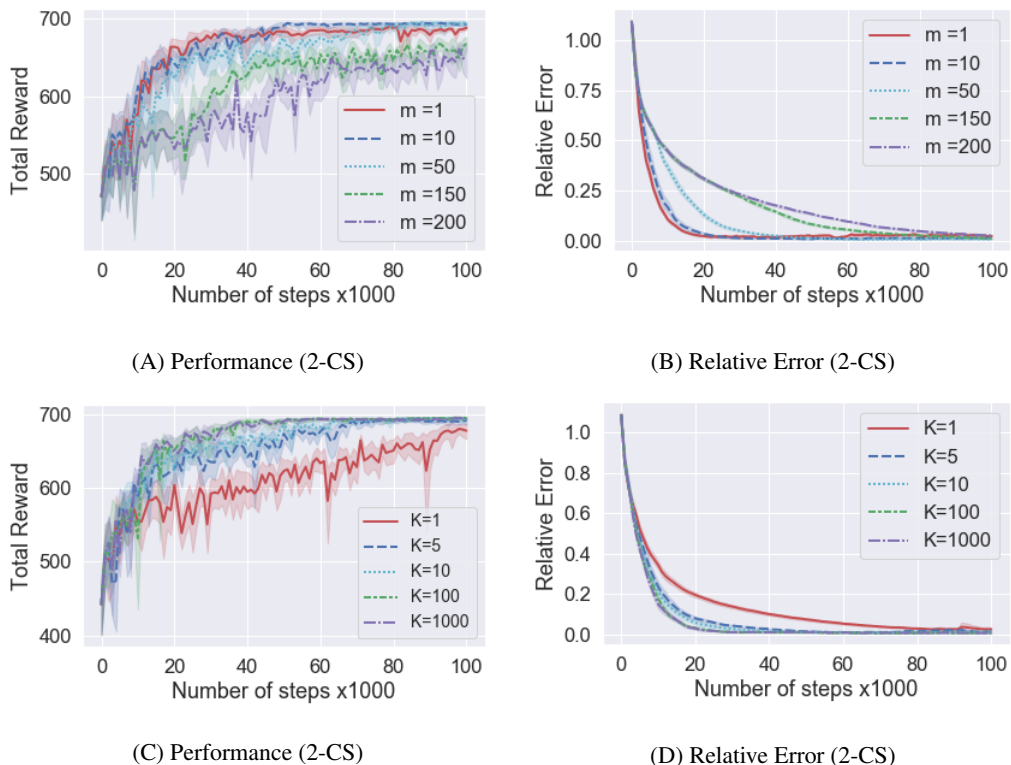 700
600
500
Total Reward
m =1
m =10
m =50
m =150
m =200
0 20 40 60 80 100
Number of steps x1000
(A) Performance (2-CS)
1.00
0.75
0.50
0.25
0.00
Relative Error
m =1
m =10
m =50
m =150
m =200
0 20 40 60 80 100
Number of steps x1000
(B) Relative Error (2-CS)
700
600
500
400
Total Reward
K=1
K=5
K=10
K=100
K=1000
0 20 40 60 80 100
Number of steps x1000
(C) Performance (2-CS)
1.0
0.8
0.6
0.4
0.2
0.0
Relative Error
K=1
K=5
K=10
K=100
K=1000
0 20 40 60 80 100
Number of steps x1000
(D) Relative Error (2-CS)